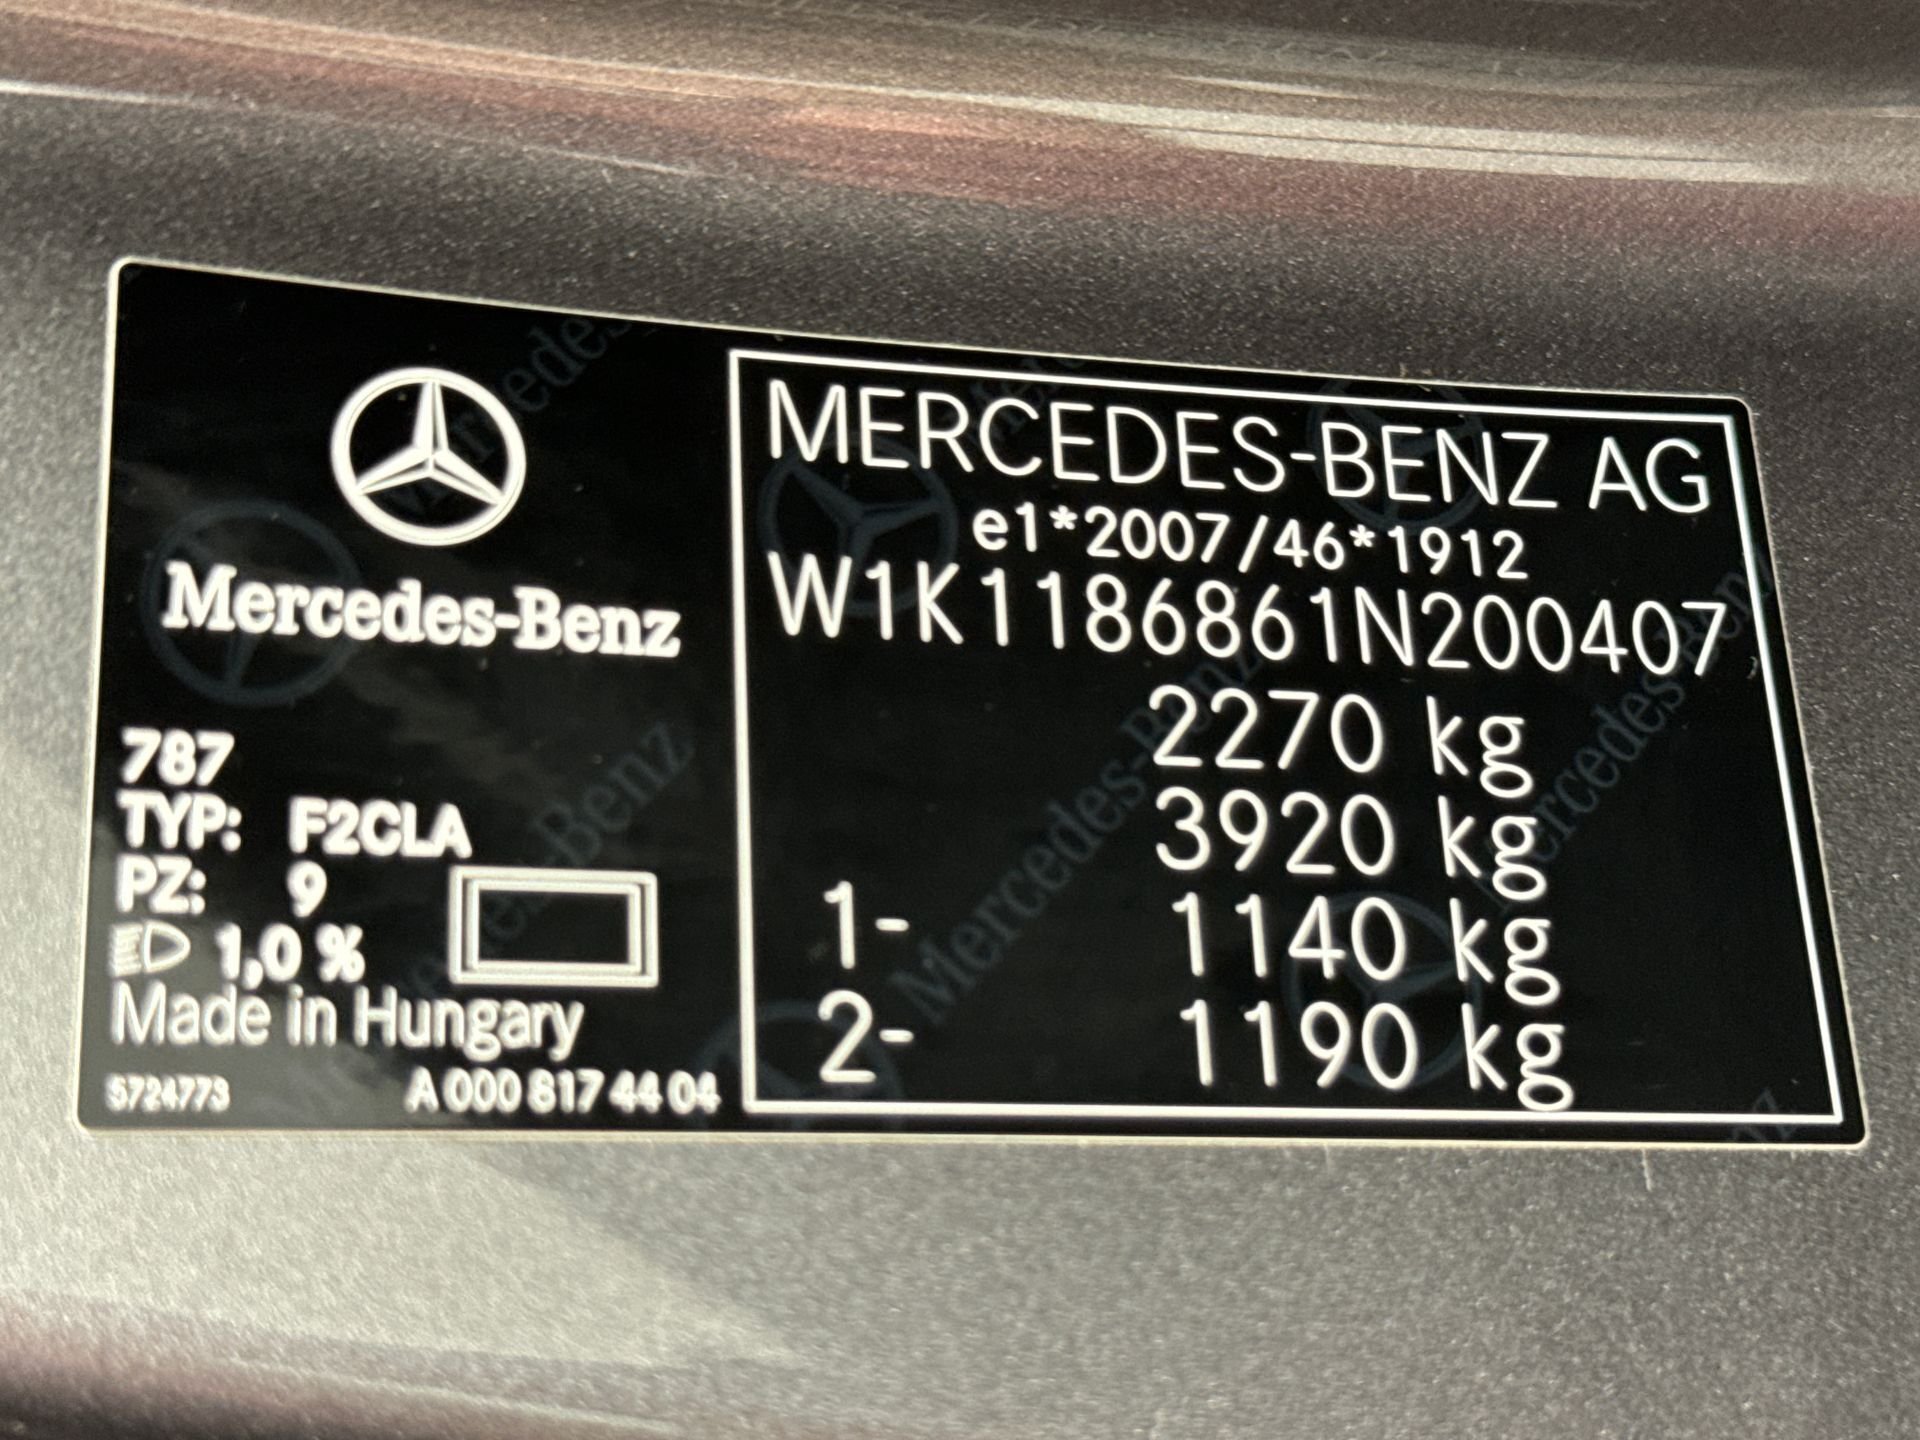 Mercedes-Benz
787
TYP: F2CLA
PZ: 9
1,0 %
Made in Hungary
5724773 A 000 817 44 04
MERCEDES-BENZ AG
e1*2007/46*1912
W1K1186861N200407
2270 kg
3920 kg
1- 1140 kg
2- 1190 kg